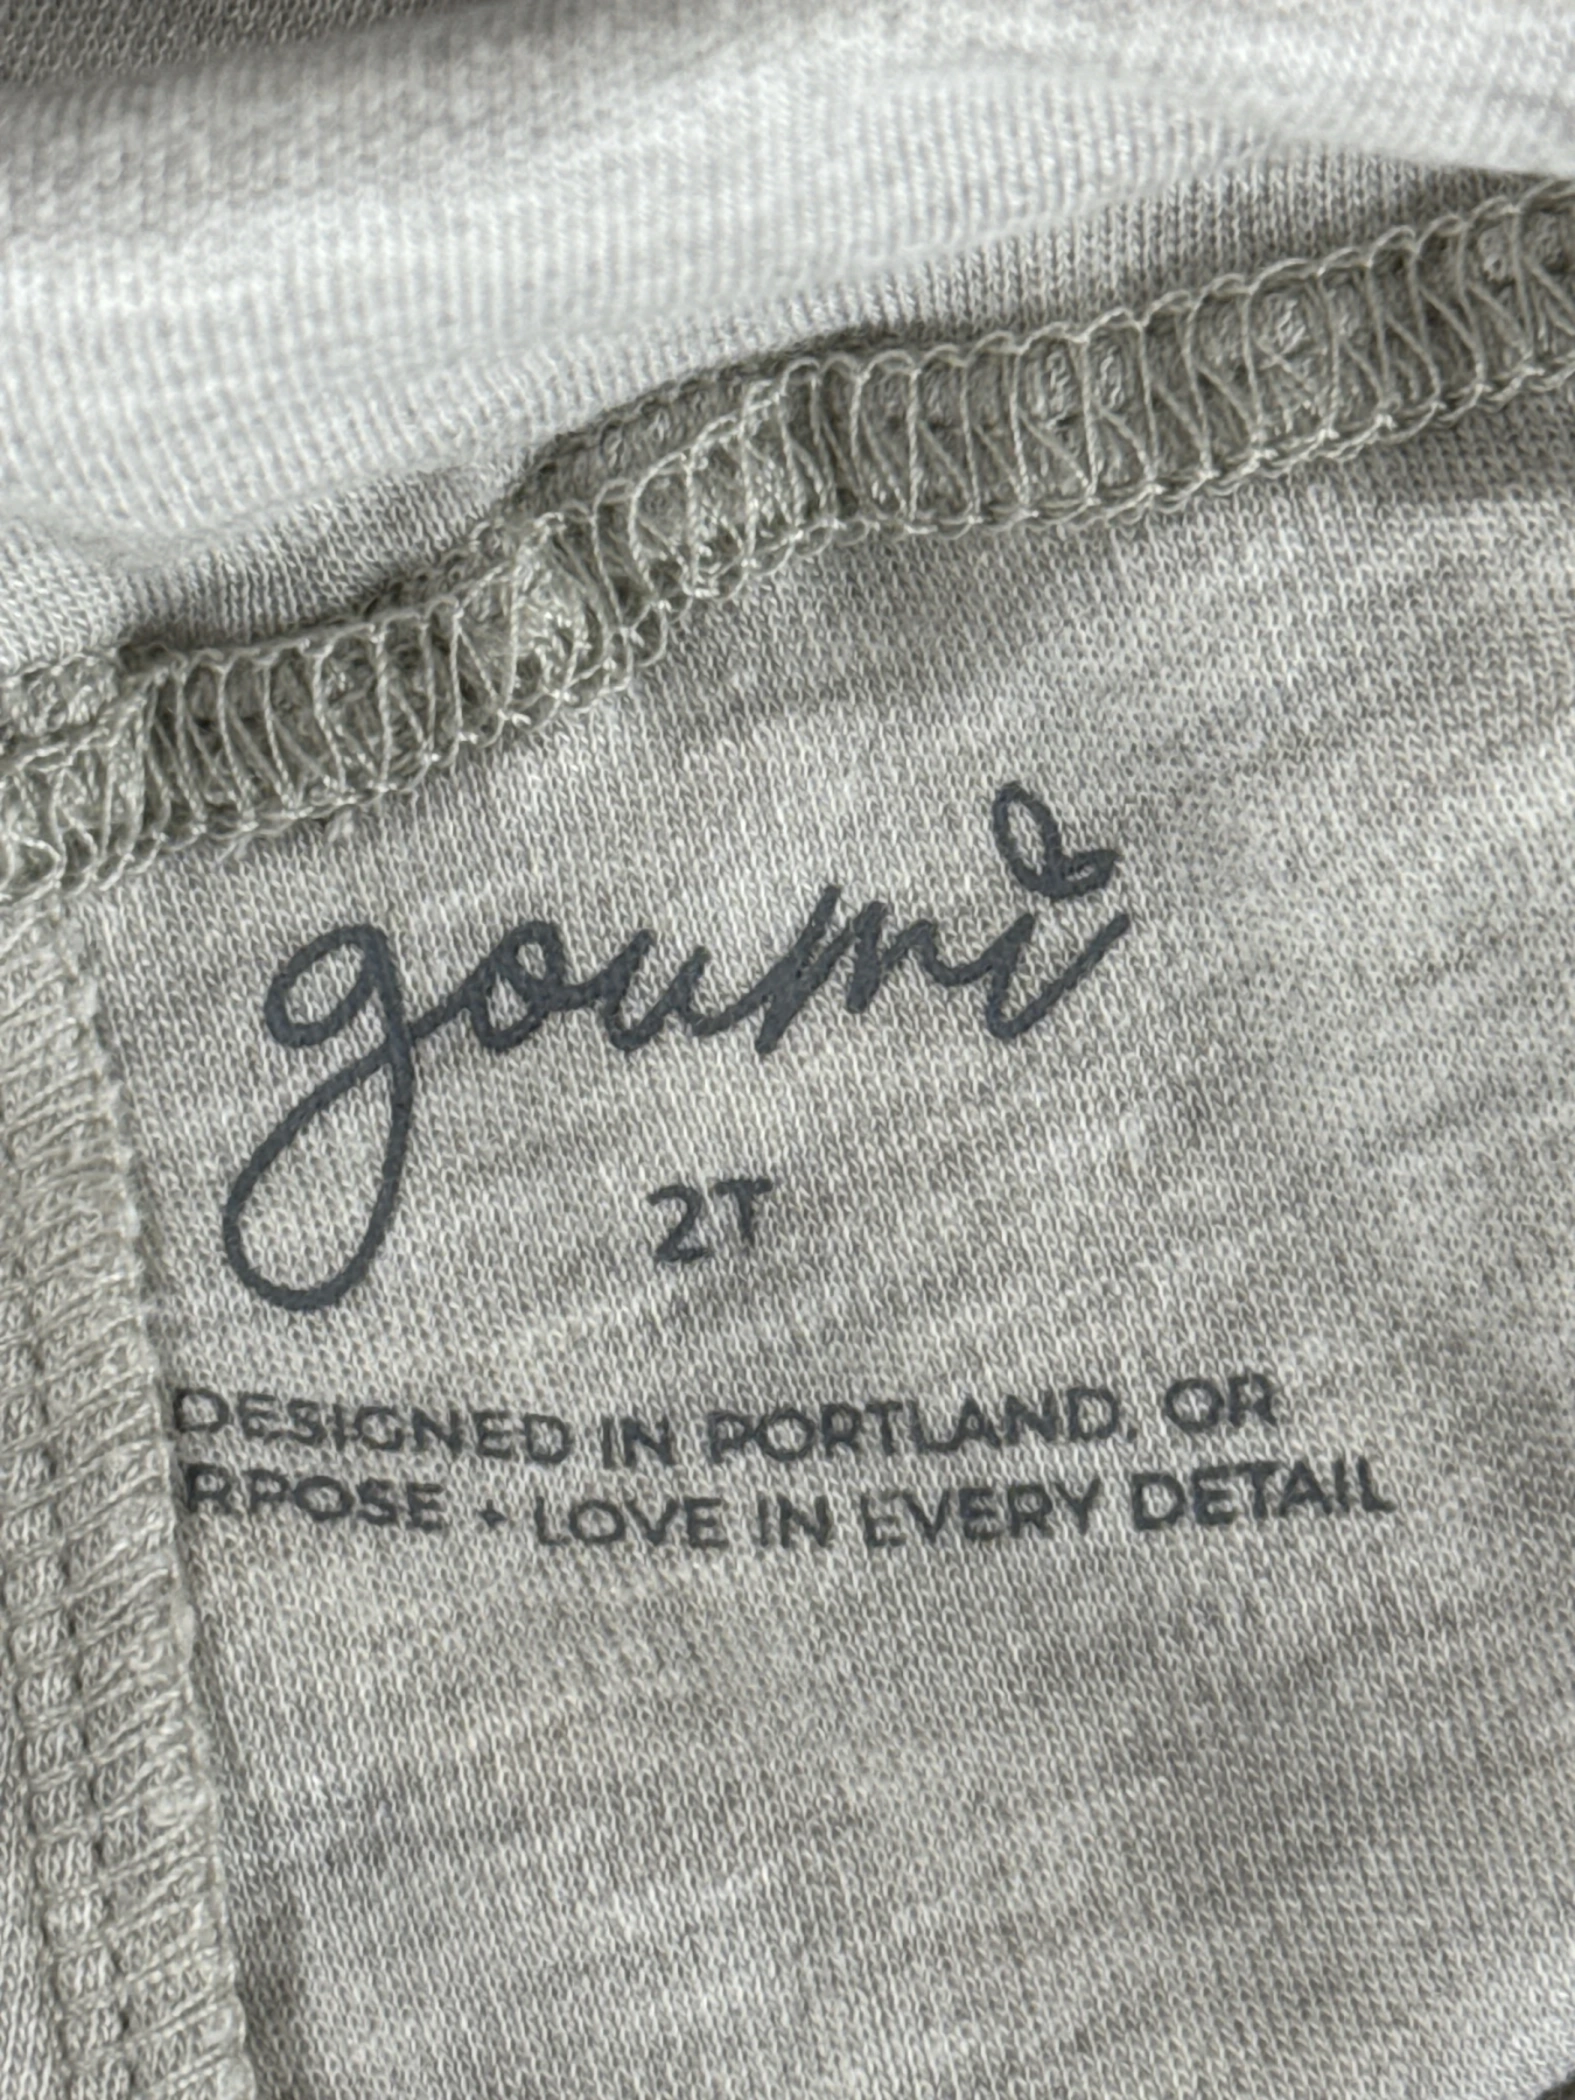 goumi
2T
DESIGNED IN PORTLAND, OR
RPOSE + LOVE IN EVERY DETAIL